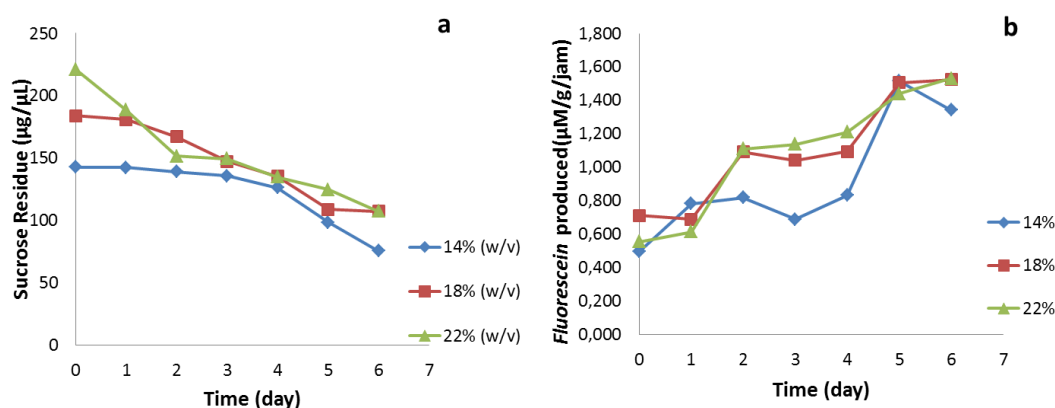 a
Sucrose Residue (µg/µL)
250
200
150
100
50
0
0 1 2 3 4 5 6 7
Time (day)
14% (w/v)
18% (w/v)
22% (w/v)
b
Fluorescein produced(µM/g/jam)
1,800
1,600
1,400
1,200
1,000
0,800
0,600
0,400
0,200
0,000
0 1 2 3 4 5 6 7
Time (day)
14%
18%
22%